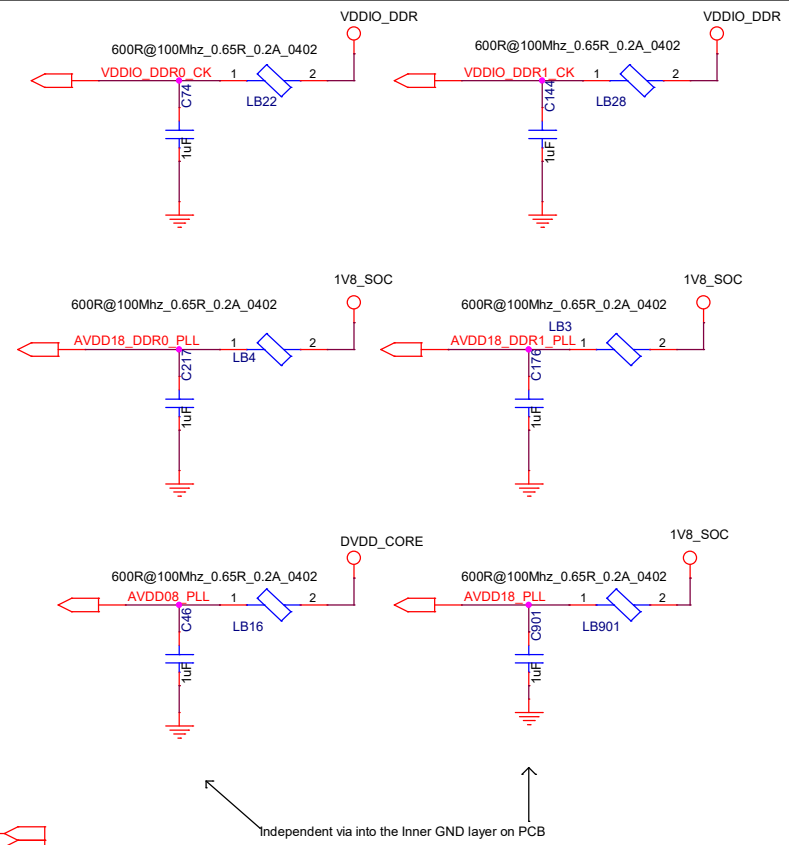 VDDIO_DDR
600R@100Mhz_0.65R_0.2A_0402
VDDIO_DDR0_CK
1
2
LB22
C74
1uF
VDDIO_DDR
600R@100Mhz_0.65R_0.2A_0402
VDDIO_DDR1_CK
1
2
LB28
C144
1uF
1V8_SOC
600R@100Mhz_0.65R_0.2A_0402
AVDD18_DDR0_PLL
1
2
LB4
C217
1uF
1V8_SOC
600R@100Mhz_0.65R_0.2A_0402
LB3
AVDD18_DDR1_PLL
1
2
C176
1uF
DVDD_CORE
600R@100Mhz_0.65R_0.2A_0402
AVDD08_PLL
1
2
LB16
C46
1uF
1V8_SOC
600R@100Mhz_0.65R_0.2A_0402
AVDD18_PLL
1
2
LB901
C901
1uF
Independent via into the Inner GND layer on PCB